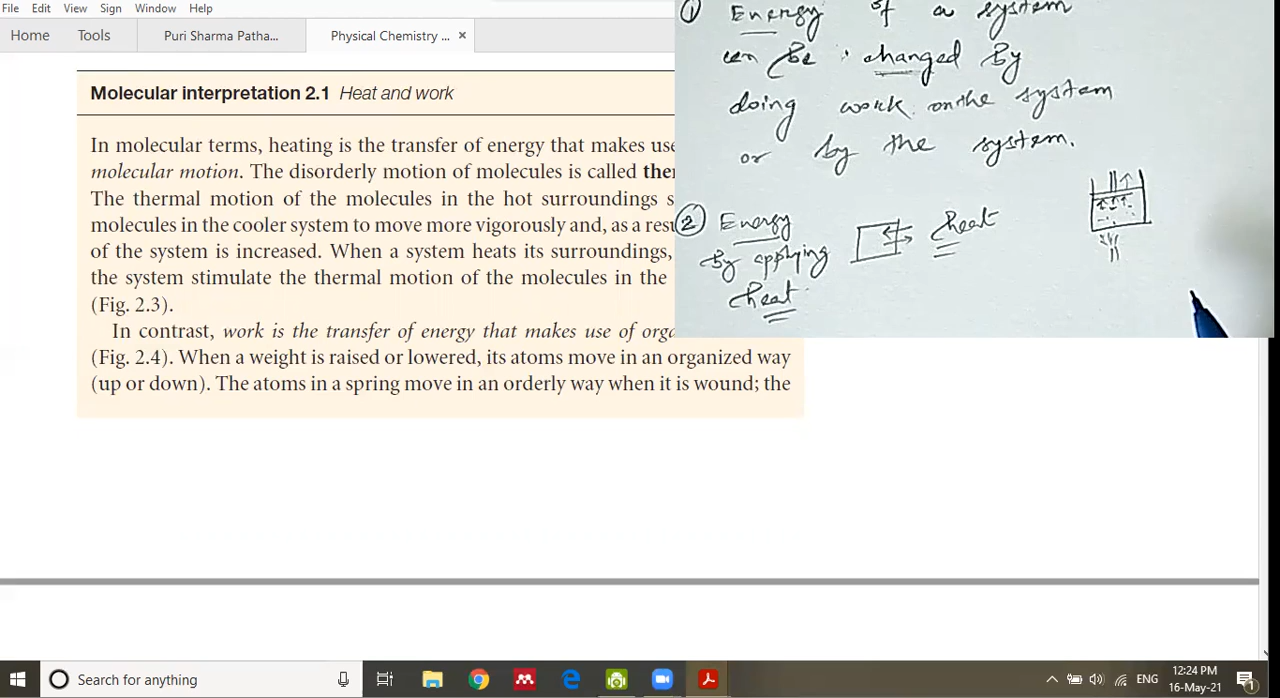 File Edit View Sign Window Help
Home Tools Puri Sharma Patha... Physical Chemistry ... ×
Molecular interpretation 2.1 Heat and work
In molecular terms, heating is the transfer of energy that makes use
molecular motion. The disorderly motion of molecules is called ther
The thermal motion of the molecules in the hot surroundings s
molecules in the cooler system to move more vigorously and, as a resu
of the system is increased. When a system heats its surroundings,
the system stimulate the thermal motion of the molecules in the
(Fig. 2.3).
In contrast, work is the transfer of energy that makes use of orga
(Fig. 2.4). When a weight is raised or lowered, its atoms move in an organized way
(up or down). The atoms in a spring move in an orderly way when it is wound; the
① Energy of a system
can be changed by
doing work on the system
or by the system.
② Energy
By applying
heat
heat
Search for anything
ENG
12:24 PM
16-May-21
1